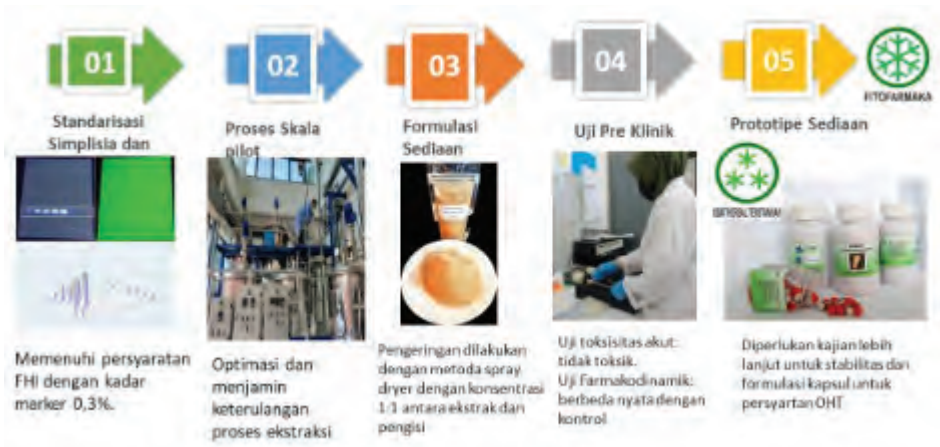 01
02
03
04
05
FITOFARMAKA
Standarisasi
Simplisia dan
Proses Skala
pilot
Formulasi
Sediaan
Uji Pre Klinik
Prototipe Sediaan
Memenuhi persyaratan
FHI dengan kadar
marker 0,3%.
Optimasi dan
menjamin
keterulangan
proses ekstraksi
Pengeringan dilakukan
dengan metoda spray
dryer dengan konsentrasi
1:1 antara ekstrak dan
pengisi
Uji toksisitas akut:
tidak toksik.
Uji Farmakodinamik:
berbeda nyata dengan
kontrol
Diperlukan kajian lebih
lanjut untuk stabilitas dan
formulasi kapsul untuk
persyartan OHT